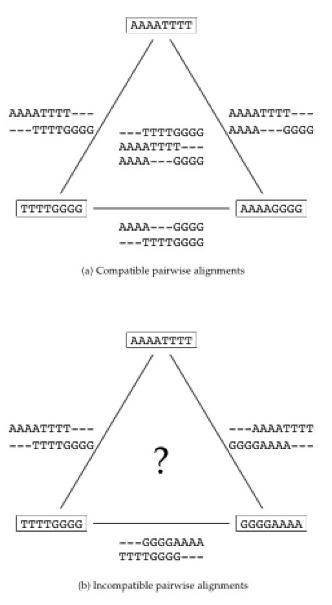 AAAATTTT
AAAATTTT---
---TTTTGGGG
---TTTTGGGG
AAAATTTT---
AAAA---GGGG
AAAATTTT---
AAAA---GGGG
TTTTGGGG
AAAAGGGG
AAAA---GGGG
---TTTTGGGG
(a) Compatible pairwise alignments
AAAATTTT
AAAATTTT---
---TTTTGGGG
?
---AAAATTTT
GGGGAAAA---
TTTTGGGG
GGGGAAAA
---GGGGAAAA
TTTTGGGG---
(b) Incompatible pairwise alignments